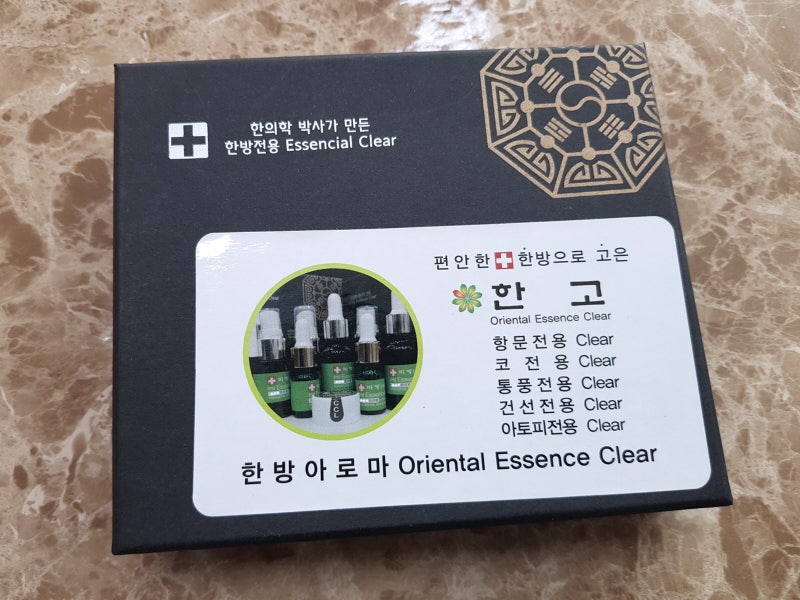 한의학 박사가 만든
한방전용 Essencial Clear
편안한 한방으로 고은
한 고
Oriental Essence Clear
항문전용 Clear
코 전 용 Clear
통풍전용 Clear
건선전용 Clear
아토피전용 Clear
CCL
한 방 아 로 마 Oriental Essence Clear